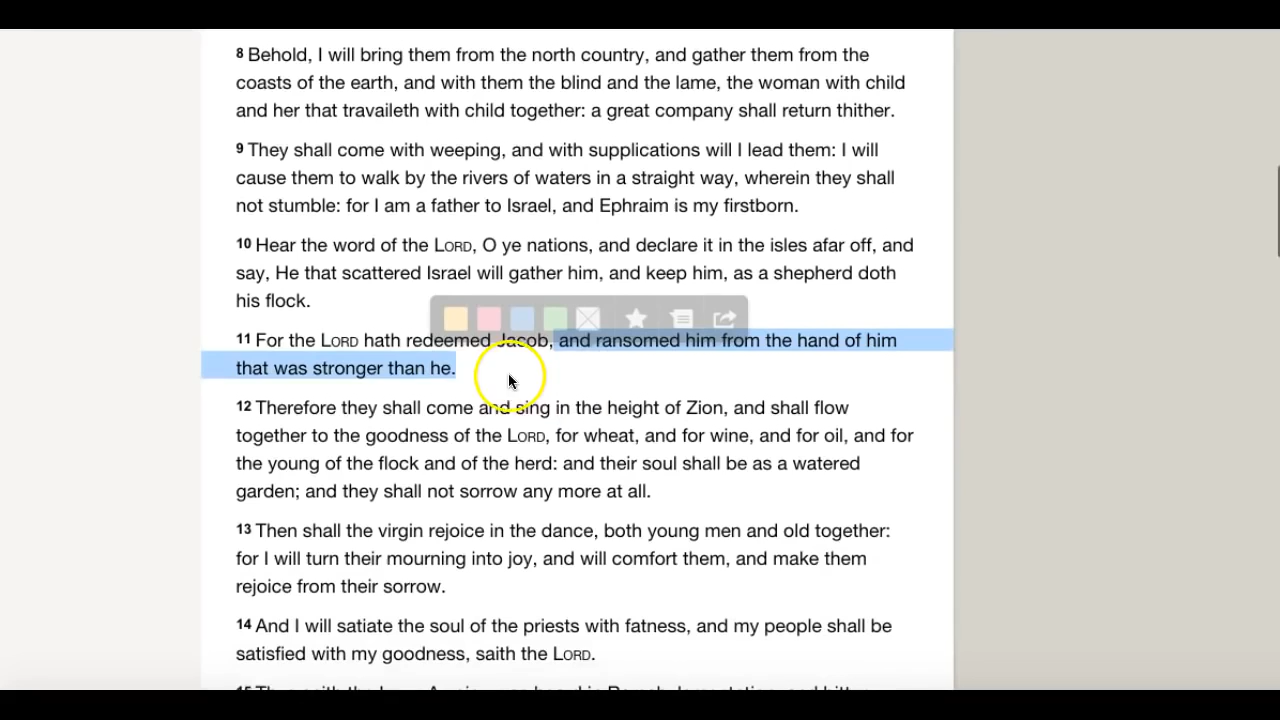 8 Behold, I will bring them from the north country, and gather them from the
coasts of the earth, and with them the blind and the lame, the woman with child
and her that travaileth with child together: a great company shall return thither.
9 They shall come with weeping, and with supplications will I lead them: I will
cause them to walk by the rivers of waters in a straight way, wherein they shall
not stumble: for I am a father to Israel, and Ephraim is my firstborn.
10 Hear the word of the LORD, O ye nations, and declare it in the isles afar off, and
say, He that scattered Israel will gather him, and keep him, as a shepherd doth
his flock.
11 For the LORD hath redeemed Jacob, and ransomed him from the hand of him
that was stronger than he.
12 Therefore they shall come and sing in the height of Zion, and shall flow
together to the goodness of the LORD, for wheat, and for wine, and for oil, and for
the young of the flock and of the herd: and their soul shall be as a watered
garden; and they shall not sorrow any more at all.
13 Then shall the virgin rejoice in the dance, both young men and old together:
for I will turn their mourning into joy, and will comfort them, and make them
rejoice from their sorrow.
14 And I will satiate the soul of the priests with fatness, and my people shall be
satisfied with my goodness, saith the LORD.